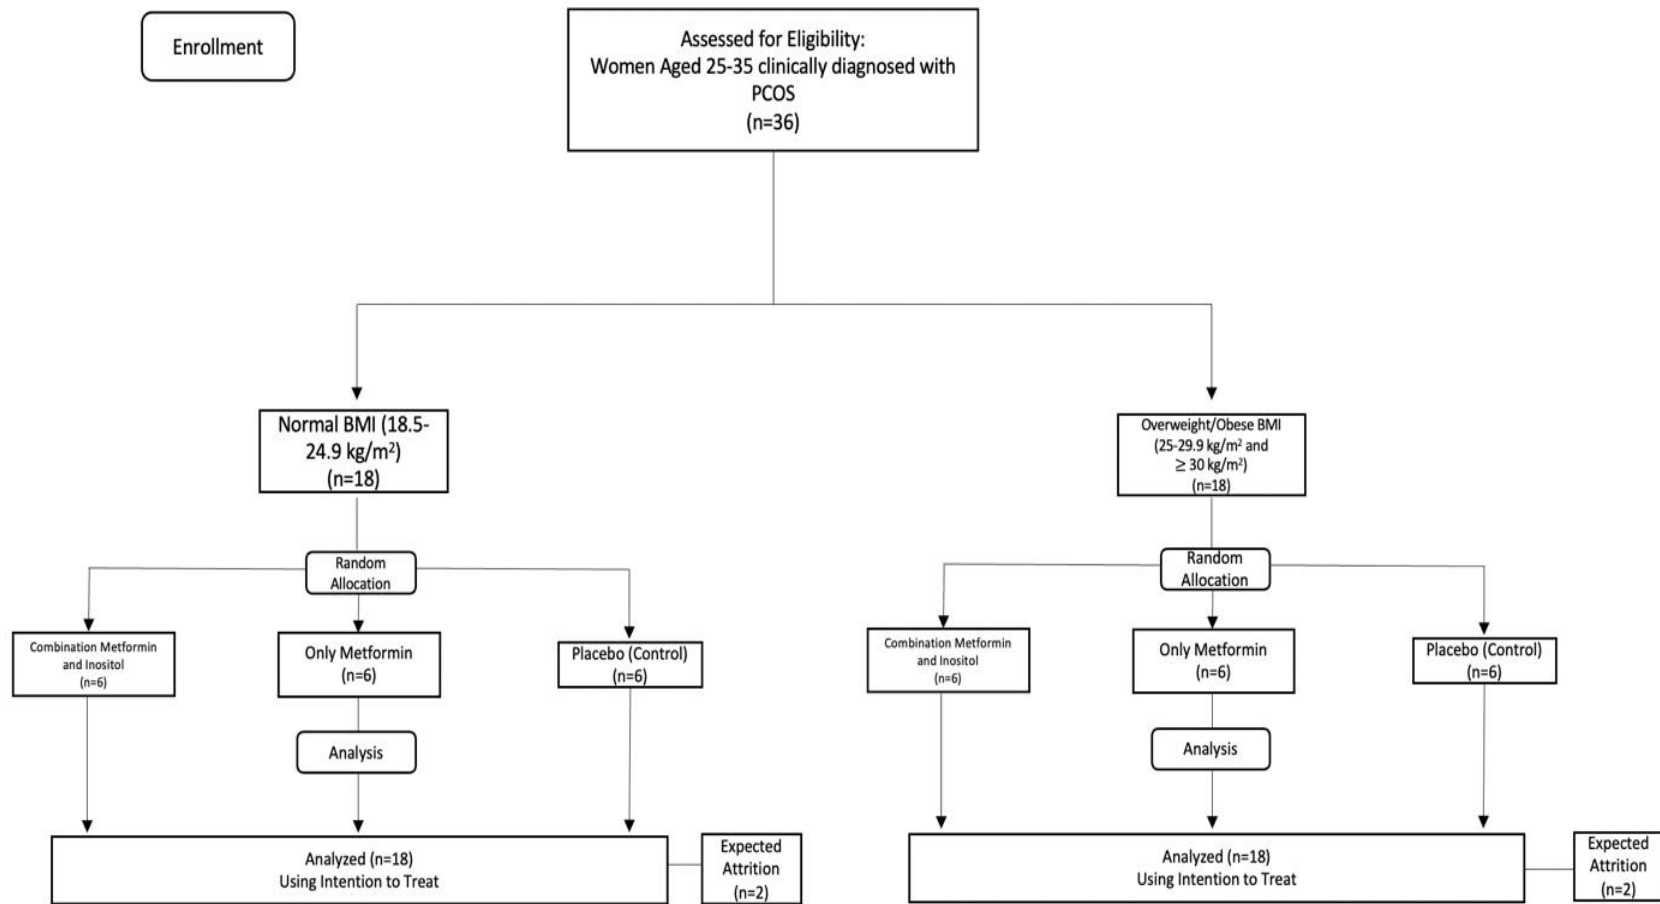 Enrollment
Assessed for Eligibility:
Women Aged 25-35 clinically diagnosed with
PCOS
(n=36)
Normal BMI (18.5-
24.9 kg/m²)
(n=18)
Overweight/Obese BMI
(25-29.9 kg/m² and
≥ 30 kg/m²)
(n=18)
Random
Allocation
Random
Allocation
Combination Metformin
and Inositol
(n=6)
Only Metformin
(n=6)
Placebo (Control)
(n=6)
Combination Metformin
and Inositol
(n=6)
Only Metformin
(n=6)
Placebo (Control)
(n=6)
Analysis
Analysis
Analyzed (n=18)
Using Intention to Treat
Expected
Attrition
(n=2)
Analyzed (n=18)
Using Intention to Treat
Expected
Attrition
(n=2)